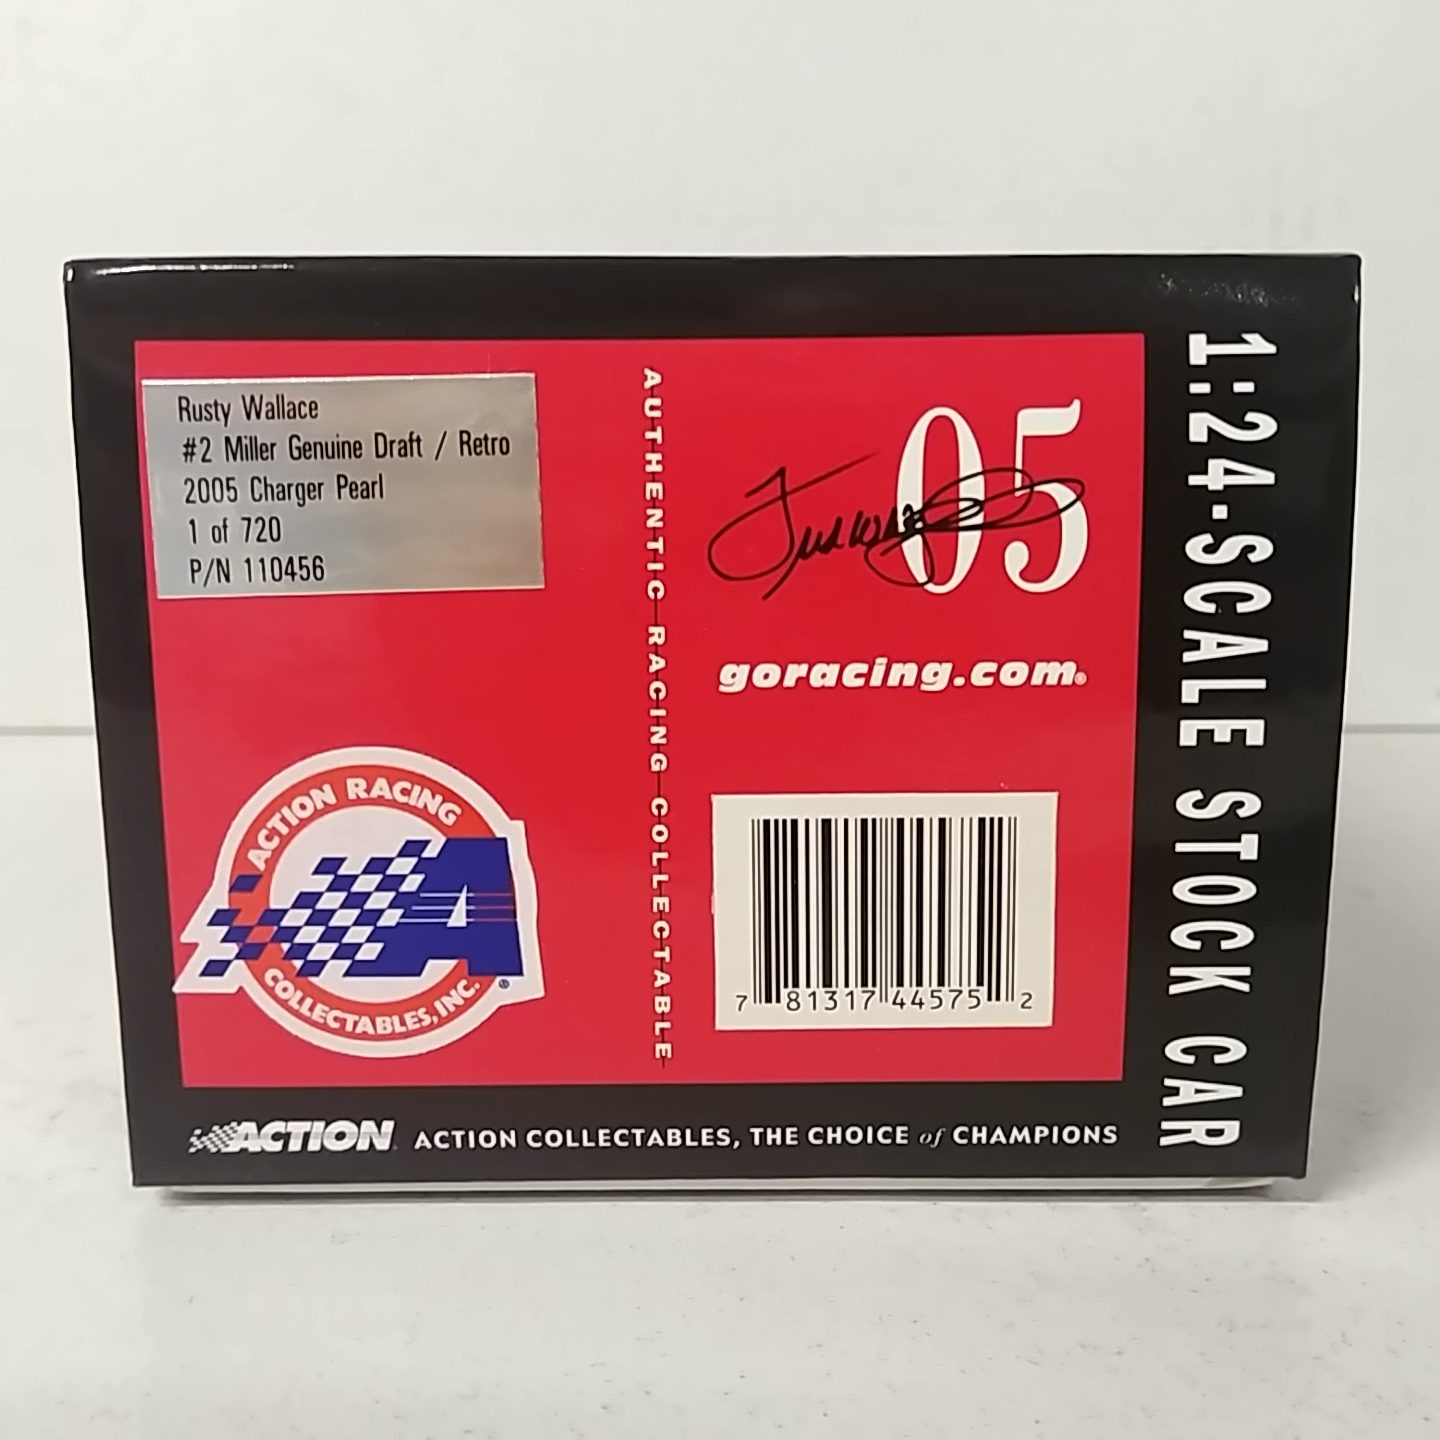 Rusty Wallace
#2 Miller Genuine Draft / Retro
2005 Charger Pearl
1 of 720
P/N 110456
AUTHENTIC RACING COLLECTABLE
05
goracing.com®
1:24-SCALE STOCK CAR
ACTION RACING
COLLECTABLES, INC.®
7 81317 44575 2
ACTION
ACTION COLLECTABLES, THE CHOICE of CHAMPIONS